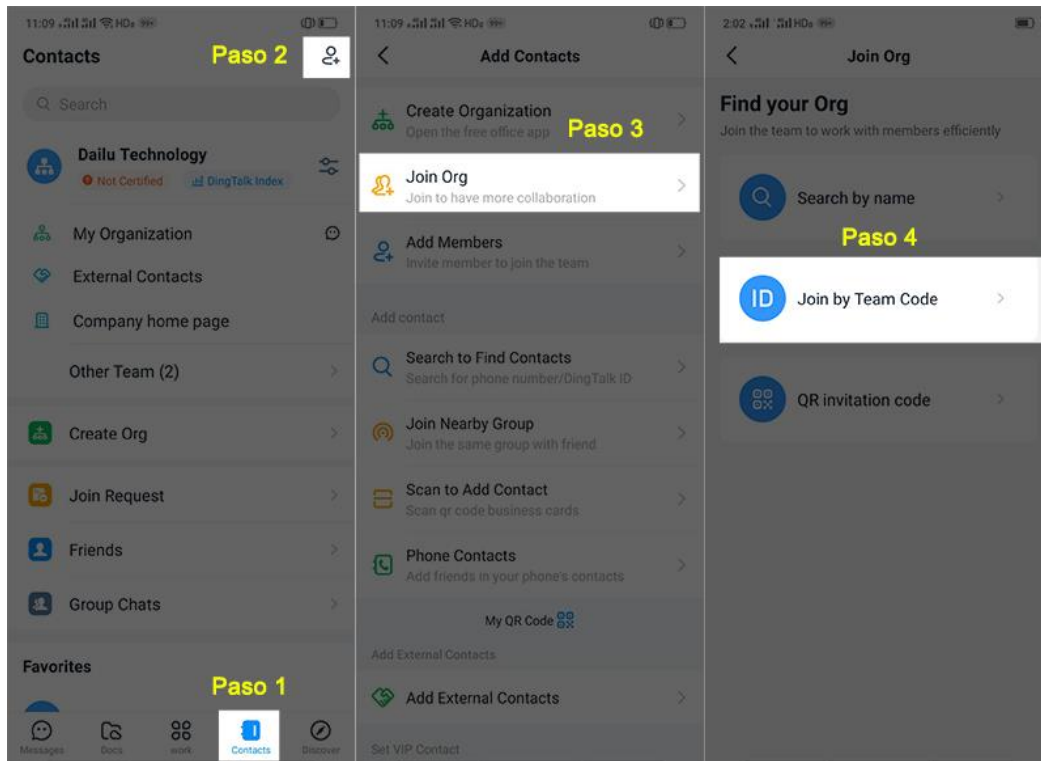 11:09
HD
99+
Contacts
Paso 2
Search
Dailu Technology
Not Certified
DingTalk Index
My Organization
External Contacts
Company home page
Other Team (2)
Create Org
Join Request
Friends
Group Chats
Favorites
Paso 1
Messages
Docs
work
Contacts
Discover
11:09
HD
99+
Add Contacts
Create Organization
Open the free office app
Paso 3
Join Org
Join to have more collaboration
Add Members
Invite member to join the team
Add contact
Search to Find Contacts
Search for phone number/DingTalk ID
Join Nearby Group
Join the same group with friend
Scan to Add Contact
Scan qr code business cards
Phone Contacts
Add friends in your phone's contacts
My QR Code
Add External Contacts
Add External Contacts
Set VIP Contact
2:02
HD
99+
Join Org
Find your Org
Join the team to work with members efficiently
Search by name
Paso 4
ID
Join by Team Code
QR invitation code